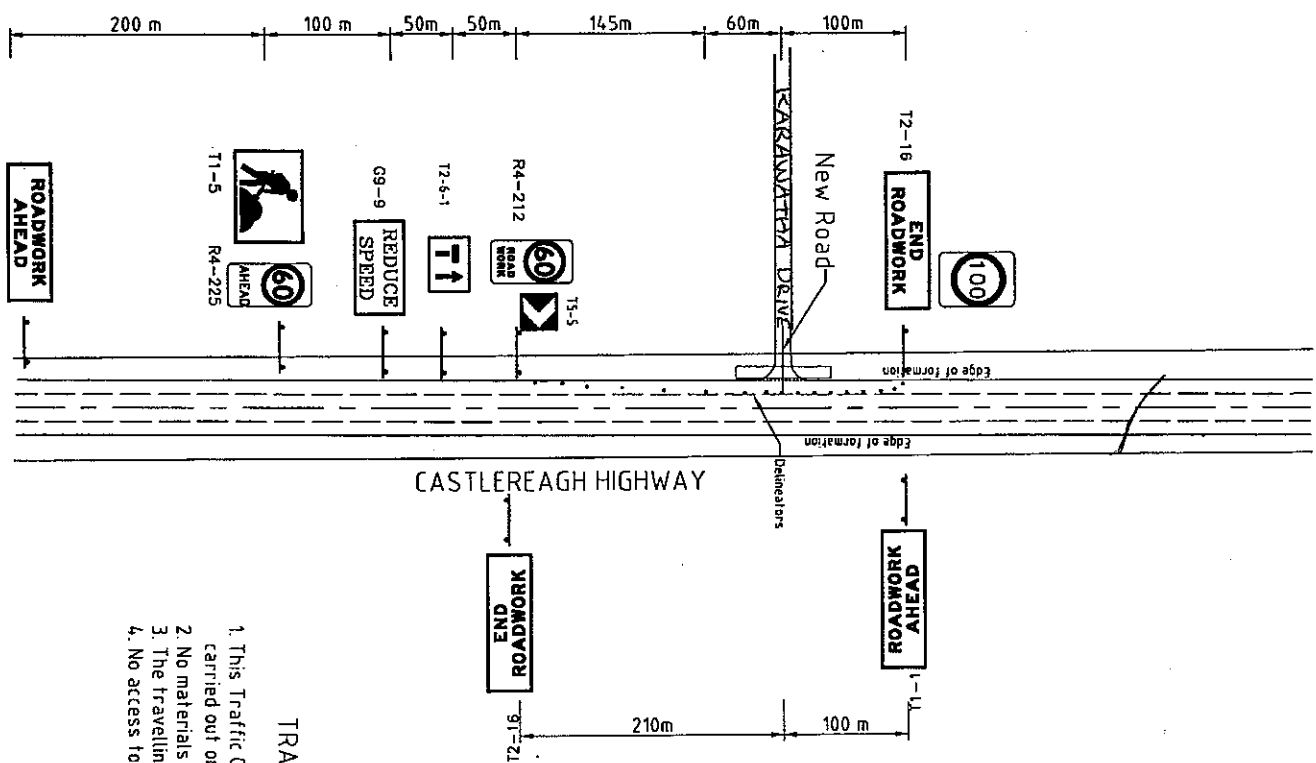 200 m
100 m
50m
50m
145m
60m
100m
KARAWATHA DRIVE
New Road
T2-16
END
ROADWORK
100
ROADWORK
AHEAD
T1-5
R4-225
60
AHEAD
G9-9
REDUCE
SPEED
T2-6-1
R4-212
60
ROAD
WORK
T5-5
Edge of formation
Edge of formation
Delineators
CASTLEREAGH HIGHWAY
END
ROADWORK
T2-16
ROADWORK
AHEAD
T1-1
210m
100 m
TRA
1. This Traffic C
carried out or
2. No materials
3. The travellin
4. No access to